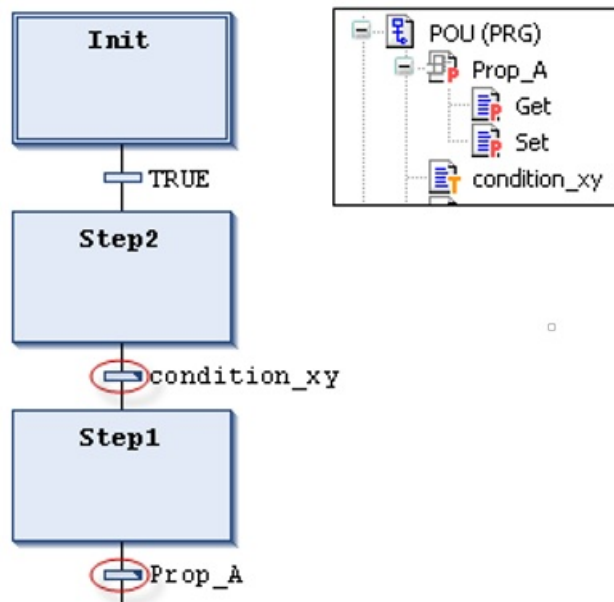 Init
TRUE
Step2
condition_xy
Step1
Prop_A
POU (PRG)
Prop_A
Get
Set
condition_xy